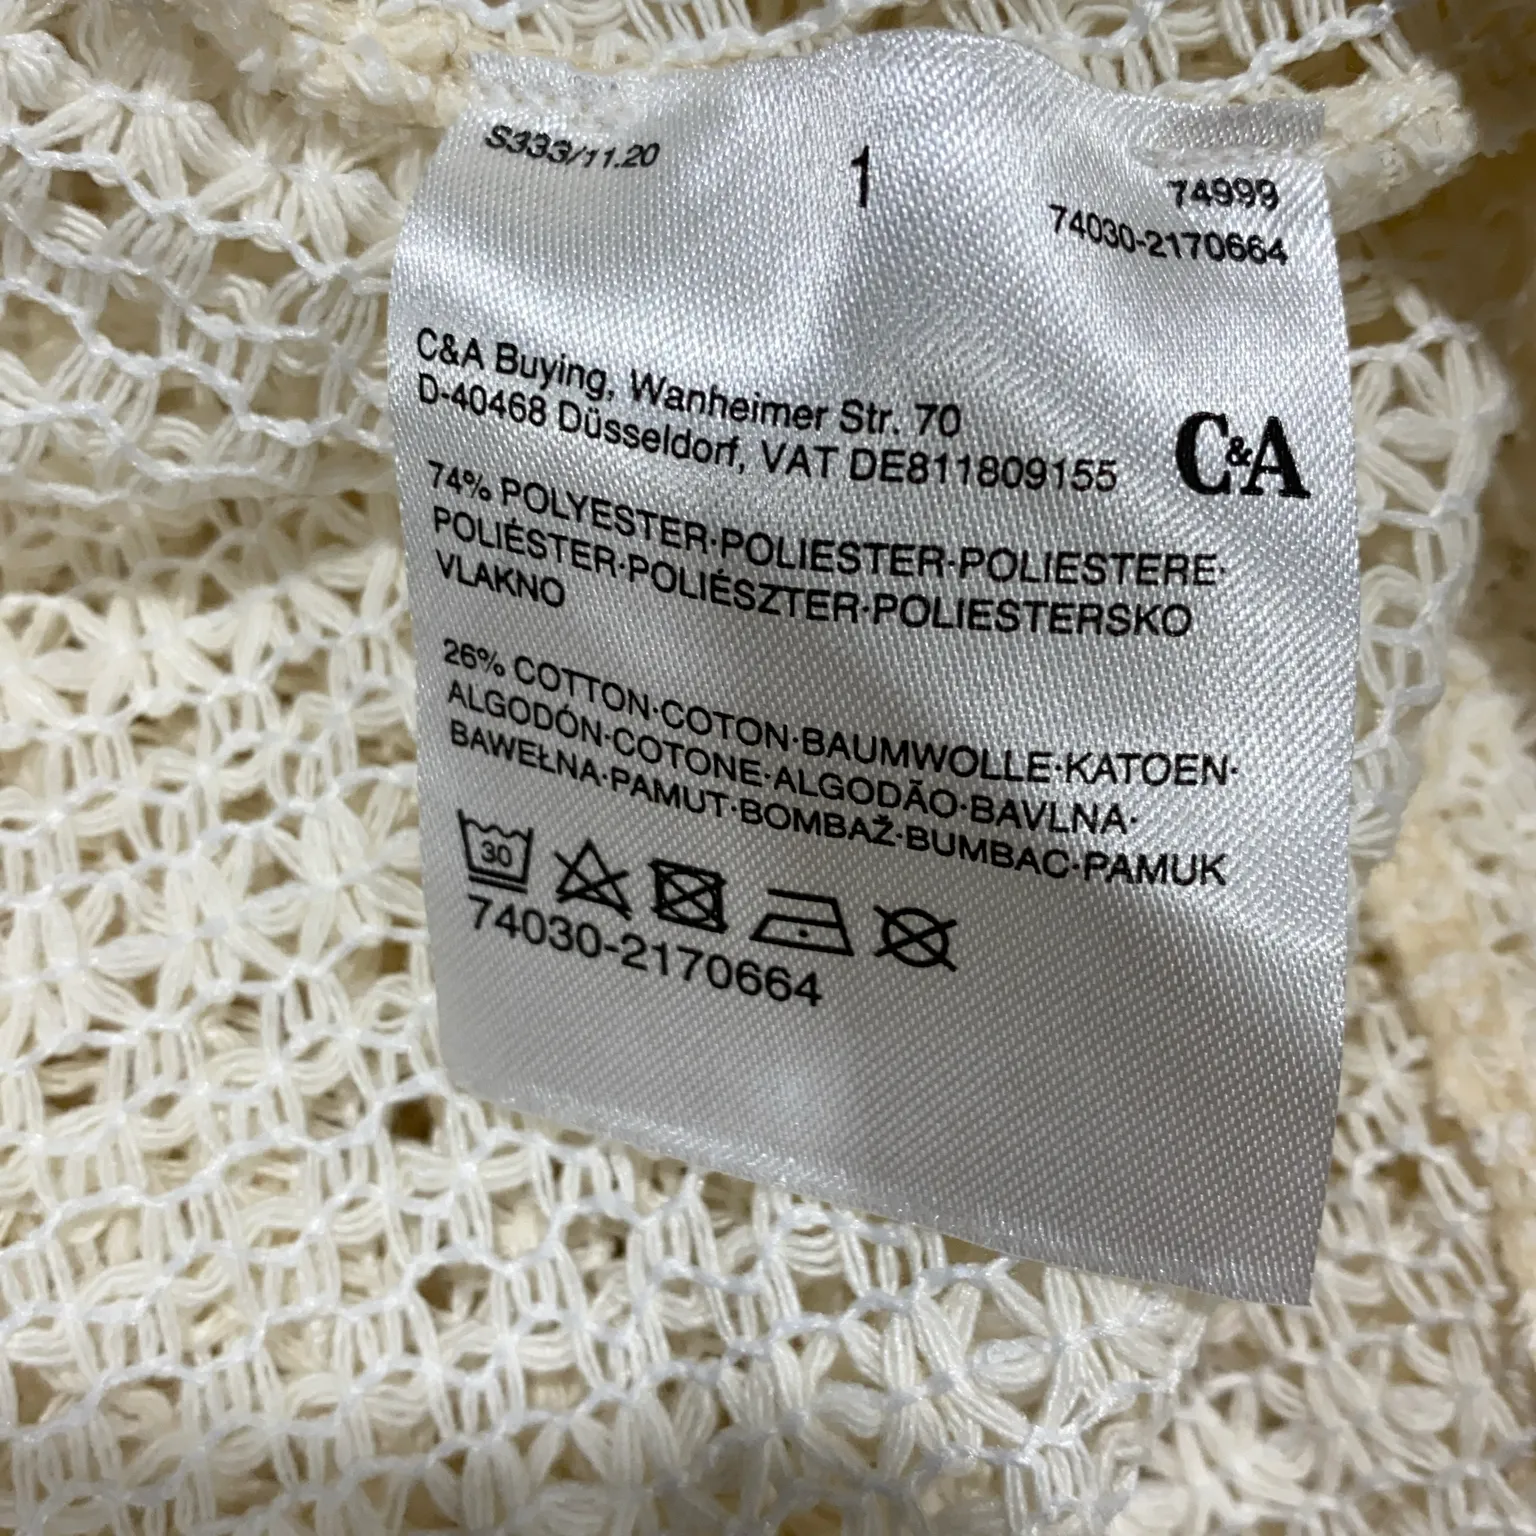 S333/11.20
1
74999
74030-2170664
C&A Buying, Wanheimer Str. 70
D-40468 Düsseldorf, VAT DE811809155
C&A
74% POLYESTER·POLIESTER·POLIESTERE·
POLIÉSTER·POLIÉSZTER·POLIESTERSKO
VLAKNO
26% COTTON·COTON·BAUMWOLLE·KATOEN·
ALGODÓN·COTONE·ALGODÃO·BAVLNA·
BAWEŁNA·PAMUT·BOMBAŽ·BUMBAC·PAMUK
30
74030-2170664